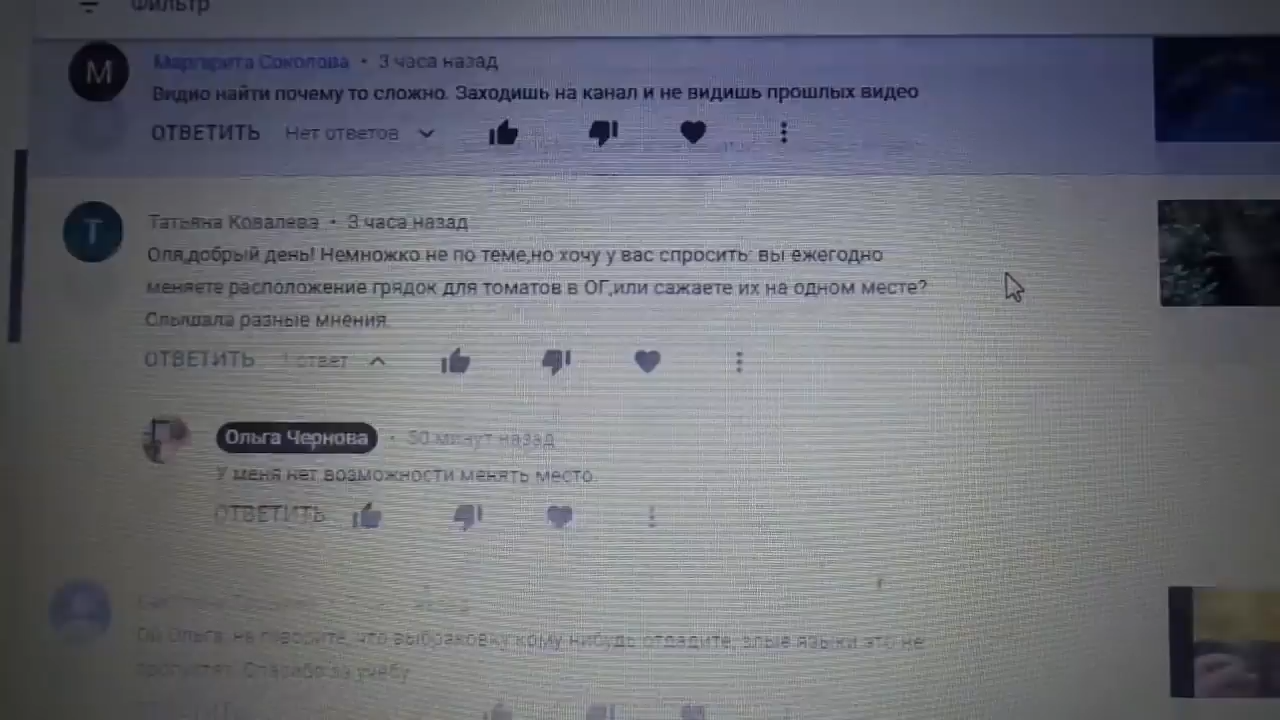 Фильтр
М Маргарита Соколова • 3 часа назад
Видио найти почему то сложно. Заходишь на канал и не видишь прошлых видео
ОТВЕТИТЬ Нет ответов
Т Татьяна Ковалева • 3 часа назад
Оля,добрый день! Немножко не по теме,но хочу у вас спросить: вы ежегодно
меняете расположение грядок для томатов в ОГ,или сажаете их на одном месте?
Слышала разные мнения.
ОТВЕТИТЬ 1 ответ
Ольга Чернова • 50 минут назад
У меня нет возможности менять место.
ОТВЕТИТЬ
назад
Ой Ольга, не говорите, что выбраковку кому нибудь отдадите, злые языки это не
пропустят. Спасибо за учёбу